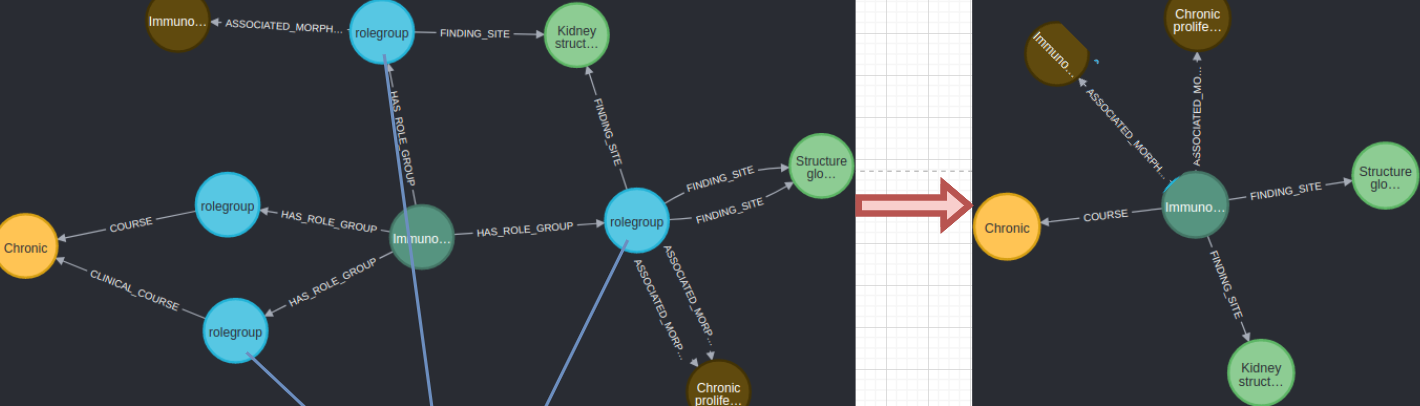 Immuno…
ASSOCIATED_MORPH…
rolegroup
FINDING_SITE
Kidney
struct…
HAS_ROLE_GROUP
FINDING_SITE
Structure
glo…
FINDING_SITE
FINDING_SITE
rolegroup
HAS_ROLE_GROUP
Immuno…
HAS_ROLE_GROUP
rolegroup
COURSE
Chronic
CLINICAL_COURSE
HAS_ROLE_GROUP
rolegroup
ASSOCIATED_MORP…
ASSOCIATED_MORP…
Chronic
prolife…
Chronic
prolife…
Immuno…
ASSOCIATED_MO…
ASSOCIATED_MORPH…
Structure
glo…
FINDING_SITE
Immuno…
COURSE
Chronic
FINDING_SITE
Kidney
struct…